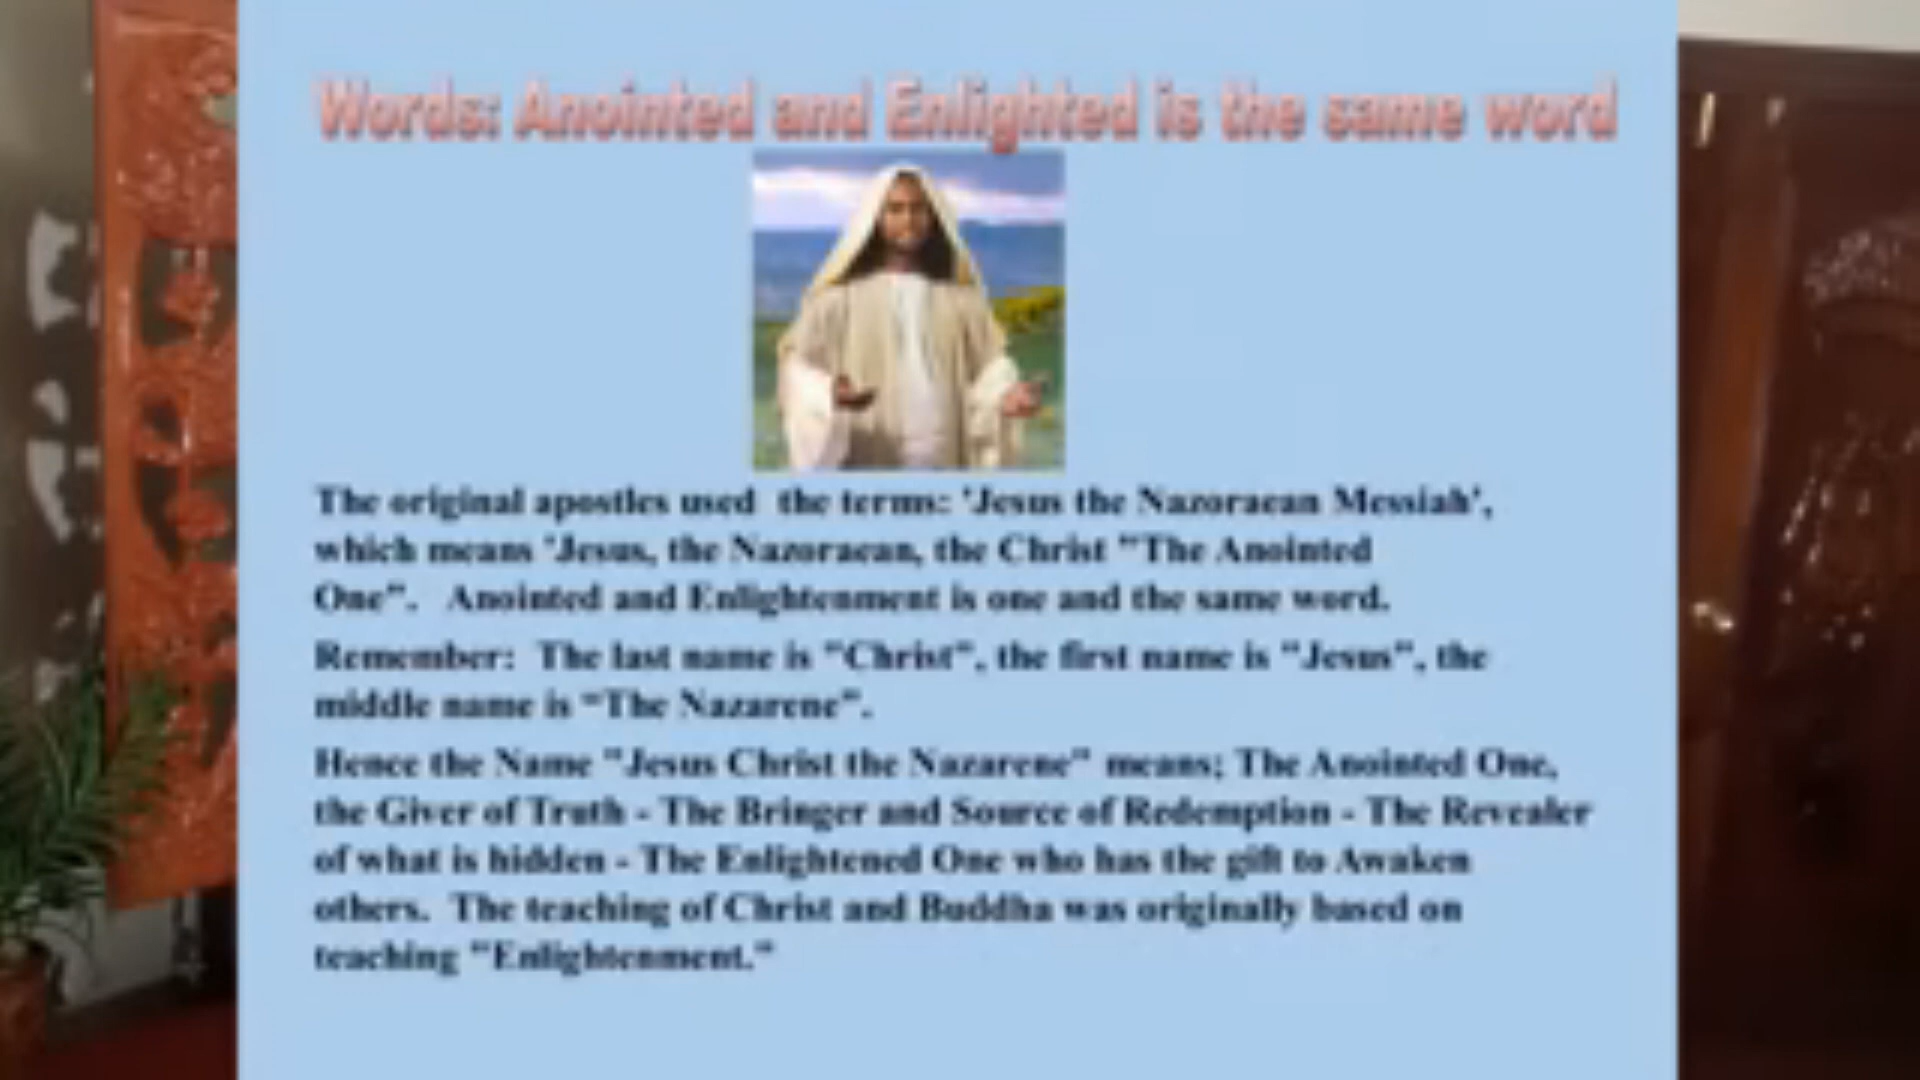 Words: Anointed and Enlighted is the same word
The original apostles used the terms: 'Jesus the Nazoraean Messiah',
which means 'Jesus, the Nazoraean, the Christ "The Anointed
One". Anointed and Enlightenment is one and the same word.
Remember: The last name is "Christ", the first name is "Jesus", the
middle name is “The Nazarene”.
Hence the Name "Jesus Christ the Nazarene" means; The Anointed One,
the Giver of Truth - The Bringer and Source of Redemption - The Revealer
of what is hidden - The Enlightened One who has the gift to Awaken
others. The teaching of Christ and Buddha was originally based on
teaching "Enlightenment."